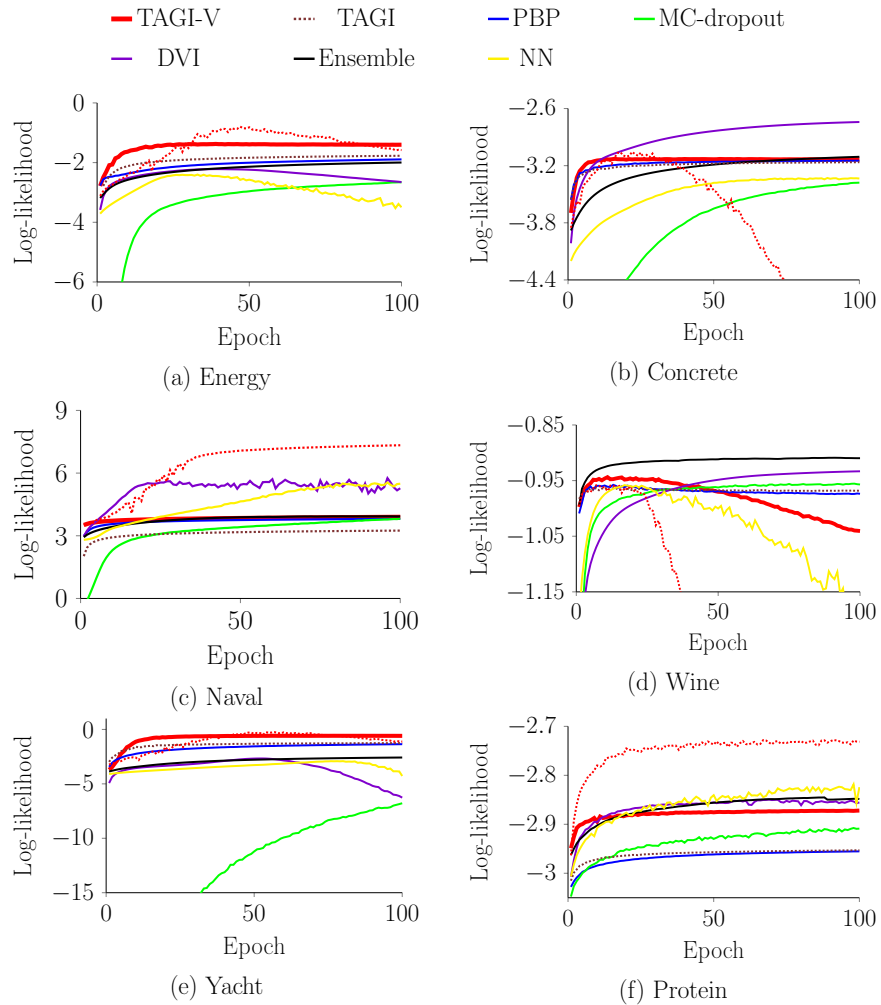 TAGI-V TAGI PBP MC-dropout
DVI Ensemble NN
0
−2
−4
−6
0 50 100
Log-likelihood
Epoch
(a) Energy
−2.6
−3.2
−3.8
−4.4
0 50 100
Log-likelihood
Epoch
(b) Concrete
9
6
3
0
0 50 100
Log-likelihood
Epoch
(c) Naval
−0.85
−0.95
−1.05
−1.15
0 50 100
Log-likelihood
Epoch
(d) Wine
0
−5
−10
−15
0 50 100
Log-likelihood
Epoch
(e) Yacht
−2.7
−2.8
−2.9
−3
0 50 100
Log-likelihood
Epoch
(f) Protein